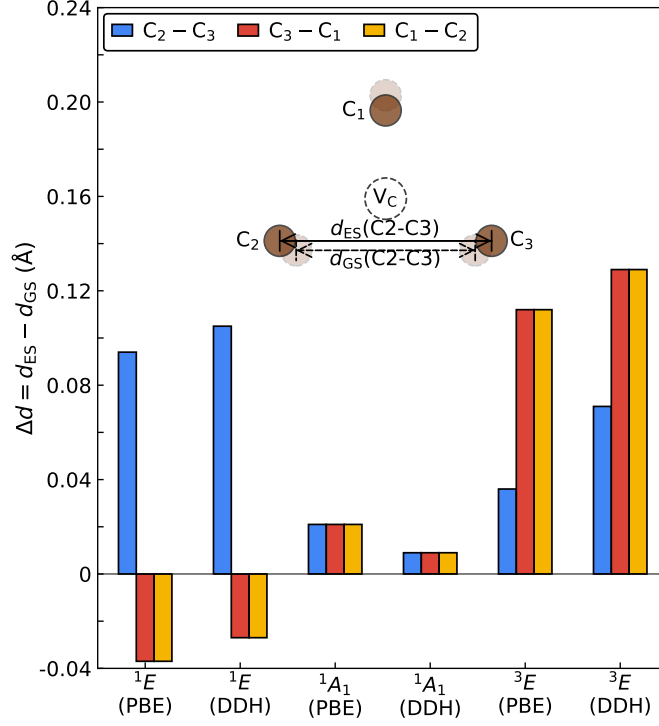 0.24
C₂ − C₃ C₃ − C₁ C₁ − C₂
0.20
C₁
0.16
V_C
C₂ d_ES(C2-C3) C₃
d_GS(C2-C3)
0.12
0.08
0.04
0
-0.04
Δd = d_ES − d_GS (Å)
¹E ¹E ¹A₁ ¹A₁ ³E ³E
(PBE) (DDH) (PBE) (DDH) (PBE) (DDH)